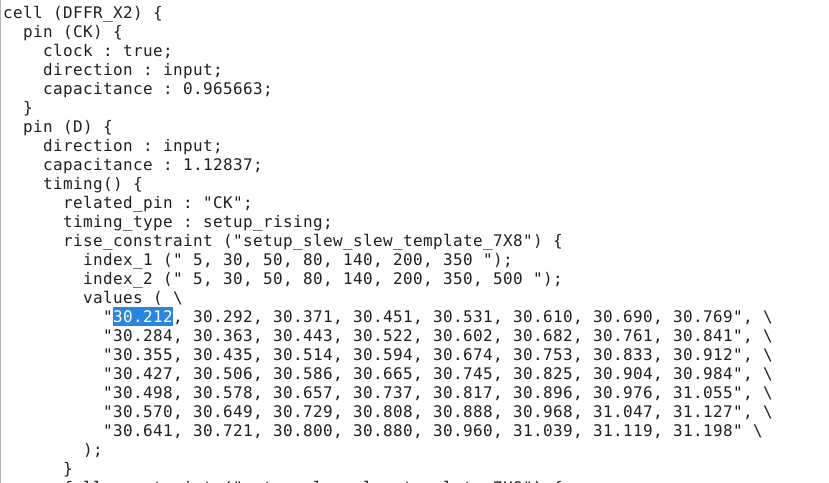 cell (DFFR_X2) {
  pin (CK) {
    clock : true;
    direction : input;
    capacitance : 0.965663;
  }
  pin (D) {
    direction : input;
    capacitance : 1.12837;
    timing() {
      related_pin : "CK";
      timing_type : setup_rising;
      rise_constraint ("setup_slew_slew_template_7X8") {
        index_1 (" 5, 30, 50, 80, 140, 200, 350 ");
        index_2 (" 5, 30, 50, 80, 140, 200, 350, 500 ");
        values ( \
          "30.212, 30.292, 30.371, 30.451, 30.531, 30.610, 30.690, 30.769", \
          "30.284, 30.363, 30.443, 30.522, 30.602, 30.682, 30.761, 30.841", \
          "30.355, 30.435, 30.514, 30.594, 30.674, 30.753, 30.833, 30.912", \
          "30.427, 30.506, 30.586, 30.665, 30.745, 30.825, 30.904, 30.984", \
          "30.498, 30.578, 30.657, 30.737, 30.817, 30.896, 30.976, 31.055", \
          "30.570, 30.649, 30.729, 30.808, 30.888, 30.968, 31.047, 31.127", \
          "30.641, 30.721, 30.800, 30.880, 30.960, 31.039, 31.119, 31.198" \
        );
      }